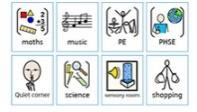 maths
music
PE
PHSE
Quiet corner
science
sensory room
shopping